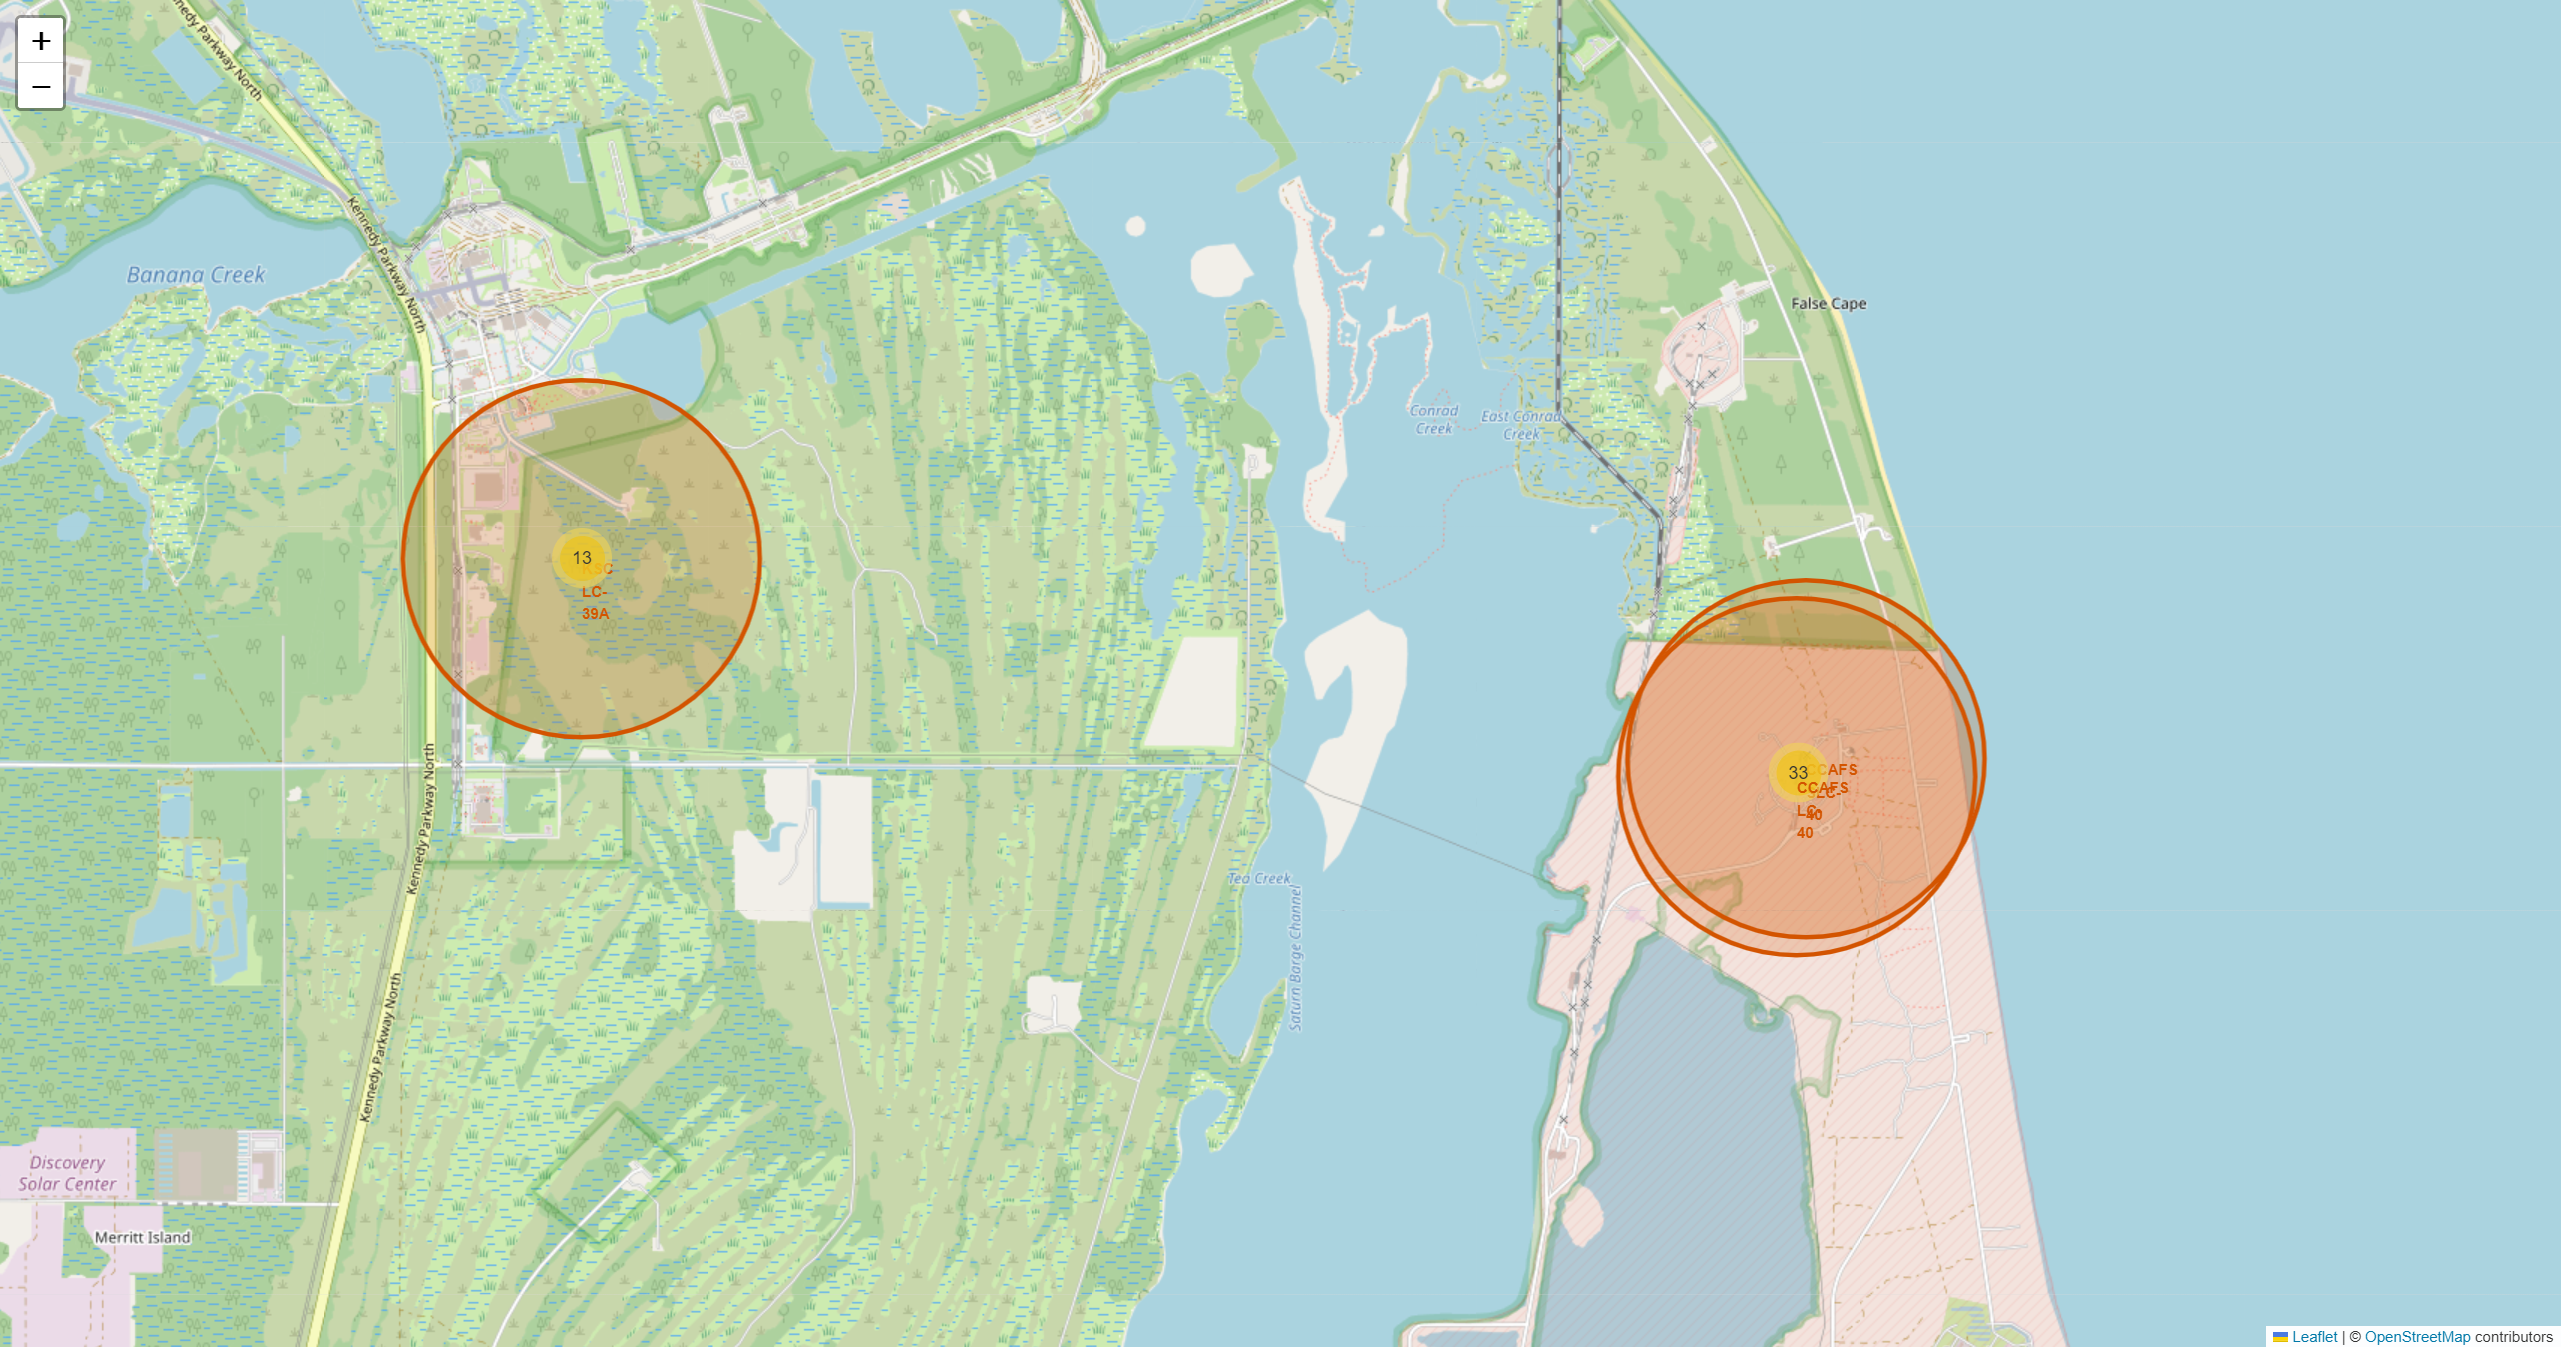 +
−
Kennedy Parkway North
Kennedy Parkway North
Banana Creek
False Cape
Conrad
Creek
East Conrad
Creek
13
KSC
LC-
39A
33
CCAFS
SLC-
40
CCAFS
LC-
40
Kennedy Parkway North
Tea Creek
Saturn Barge Channel
Kennedy Parkway North
Discovery
Solar Center
Merritt Island
Leaflet | © OpenStreetMap contributors